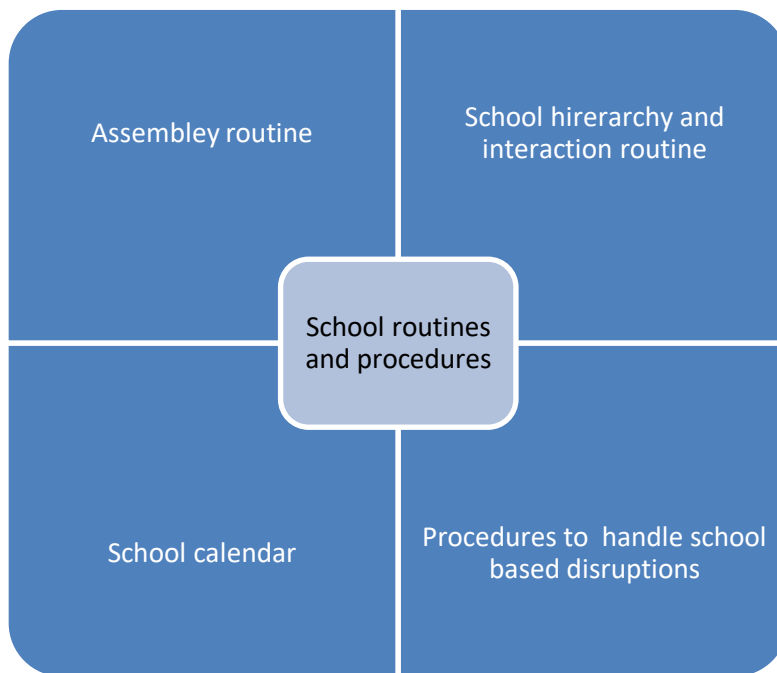 Assembley routine
School hirerarchy and
interaction routine
School routines
and procedures
School calendar
Procedures to  handle school
based disruptions